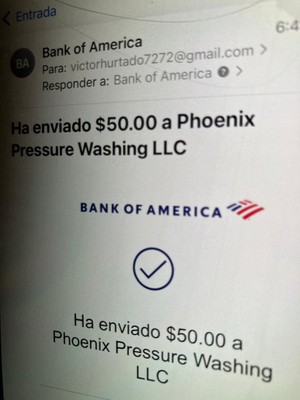 Entrada
6:4
BA
Bank of America
Para: victorhurtado7272@gmail.com
Responder a: Bank of America ?
Ha enviado $50.00 a Phoenix
Pressure Washing LLC
BANK OF AMERICA
Ha enviado $50.00 a
Phoenix Pressure Washing
LLC